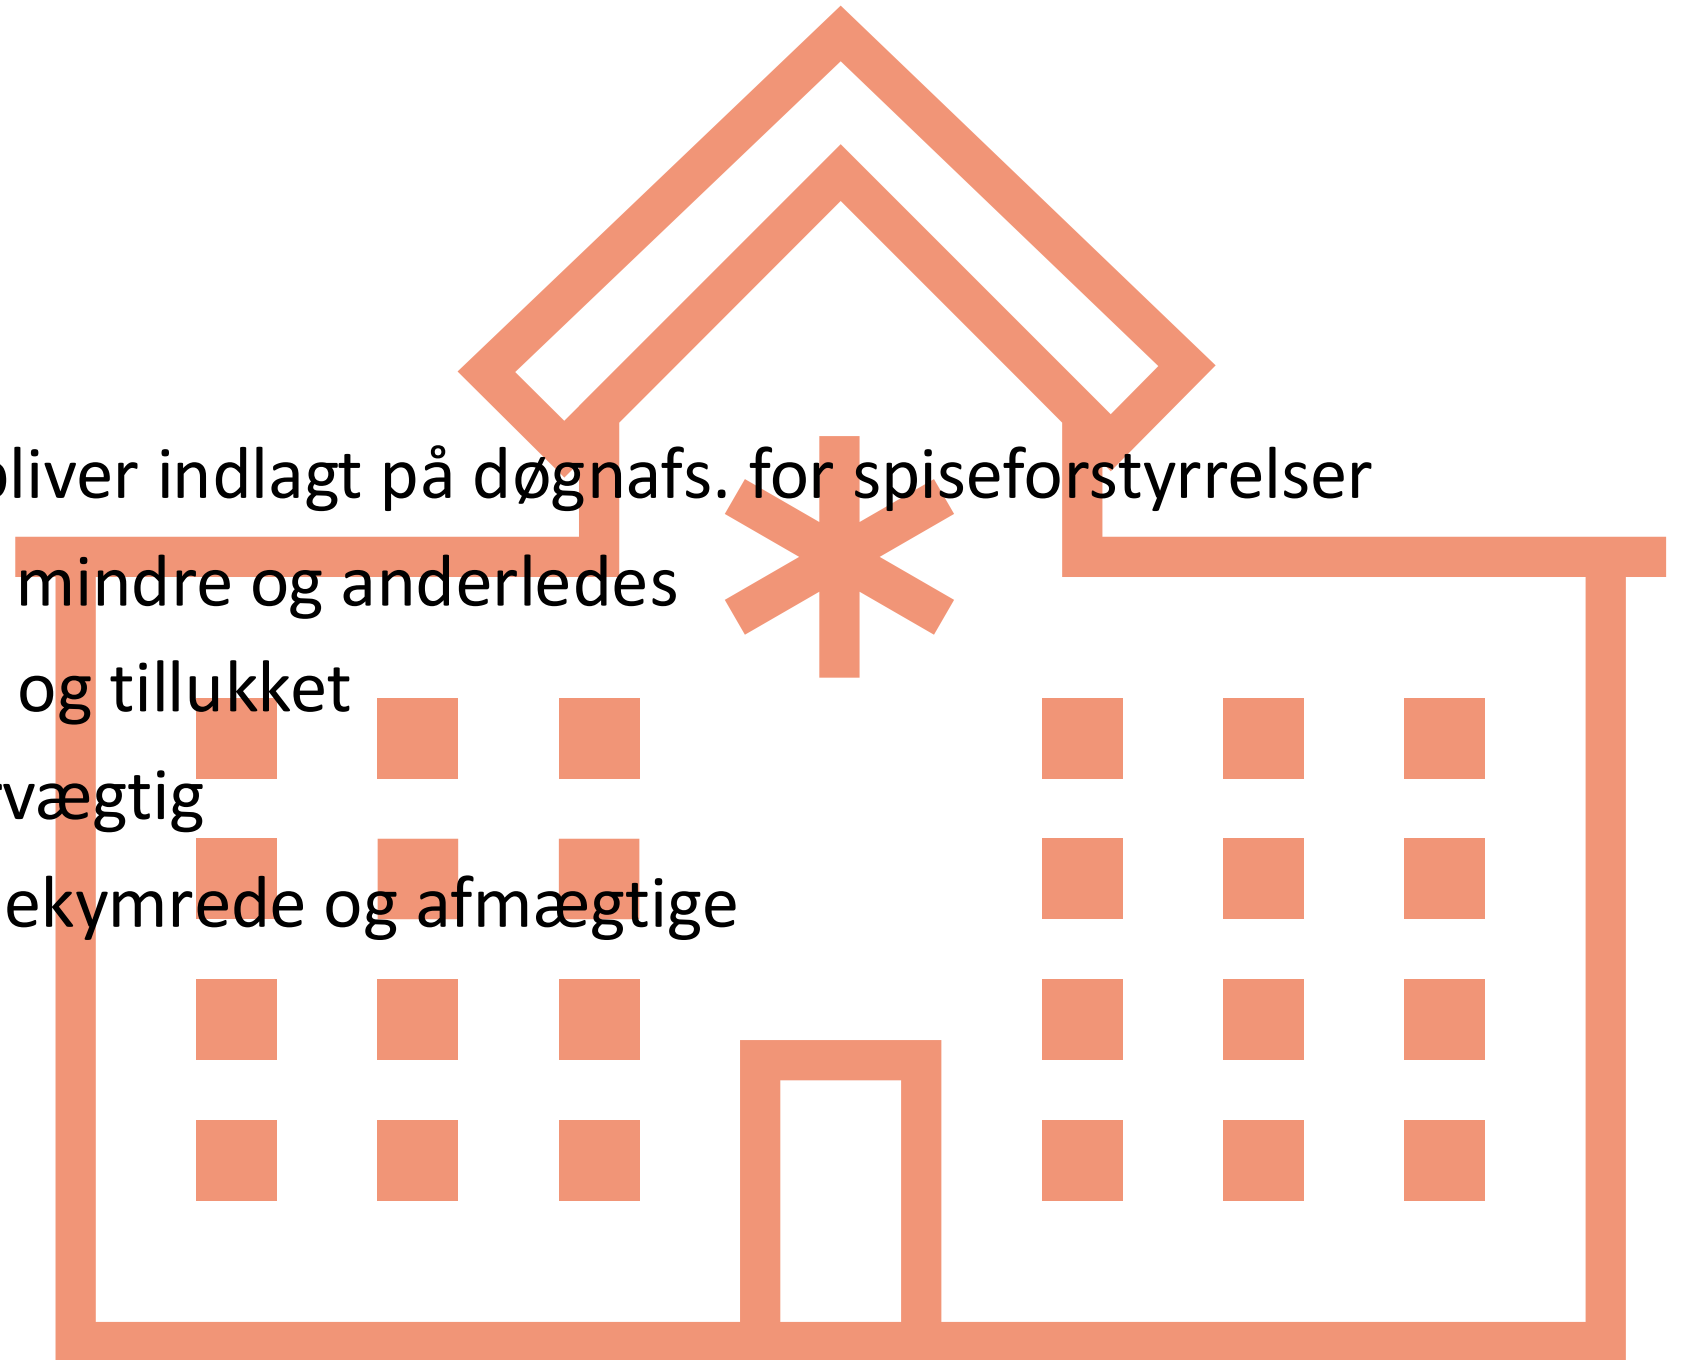 bliver indlagt på døgnafs. for spiseforstyrrelser
mindre og anderledes
og tillukket
vægtig
ekymrede og afmægtige